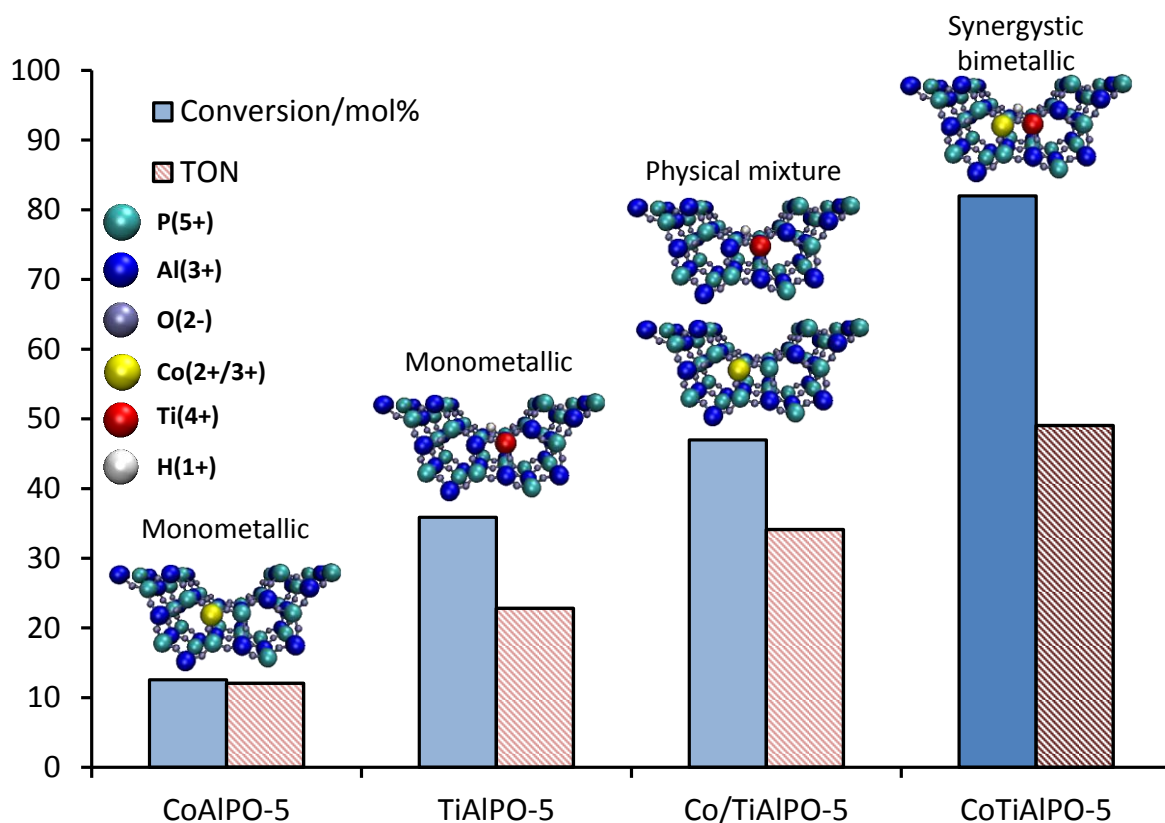 Synergystic
bimetallic
100
90
80
70
60
50
40
30
20
10
0
Conversion/mol%
TON
P(5+)
Al(3+)
O(2-)
Co(2+/3+)
Ti(4+)
H(1+)
Monometallic
Monometallic
Physical mixture
CoAlPO-5
TiAlPO-5
Co/TiAlPO-5
CoTiAlPO-5